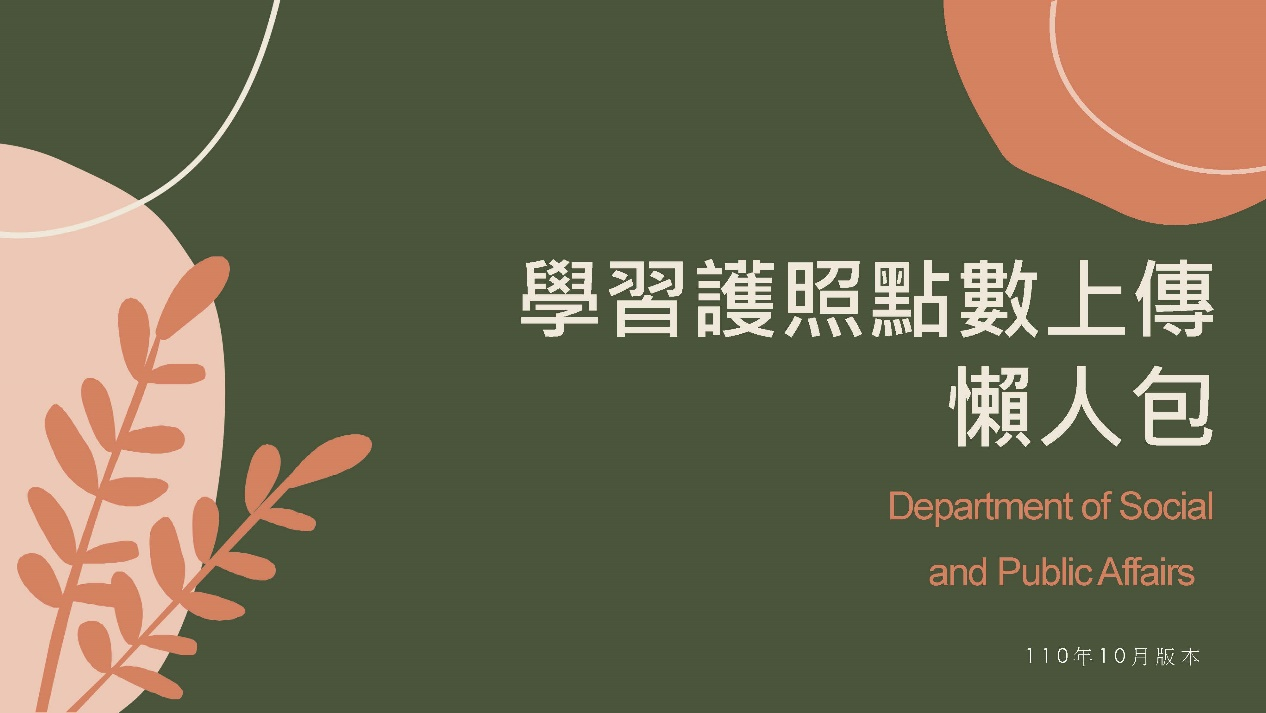 學習護照點數上傳
懶人包
Department of Social
and Public Affairs
110年10月版本